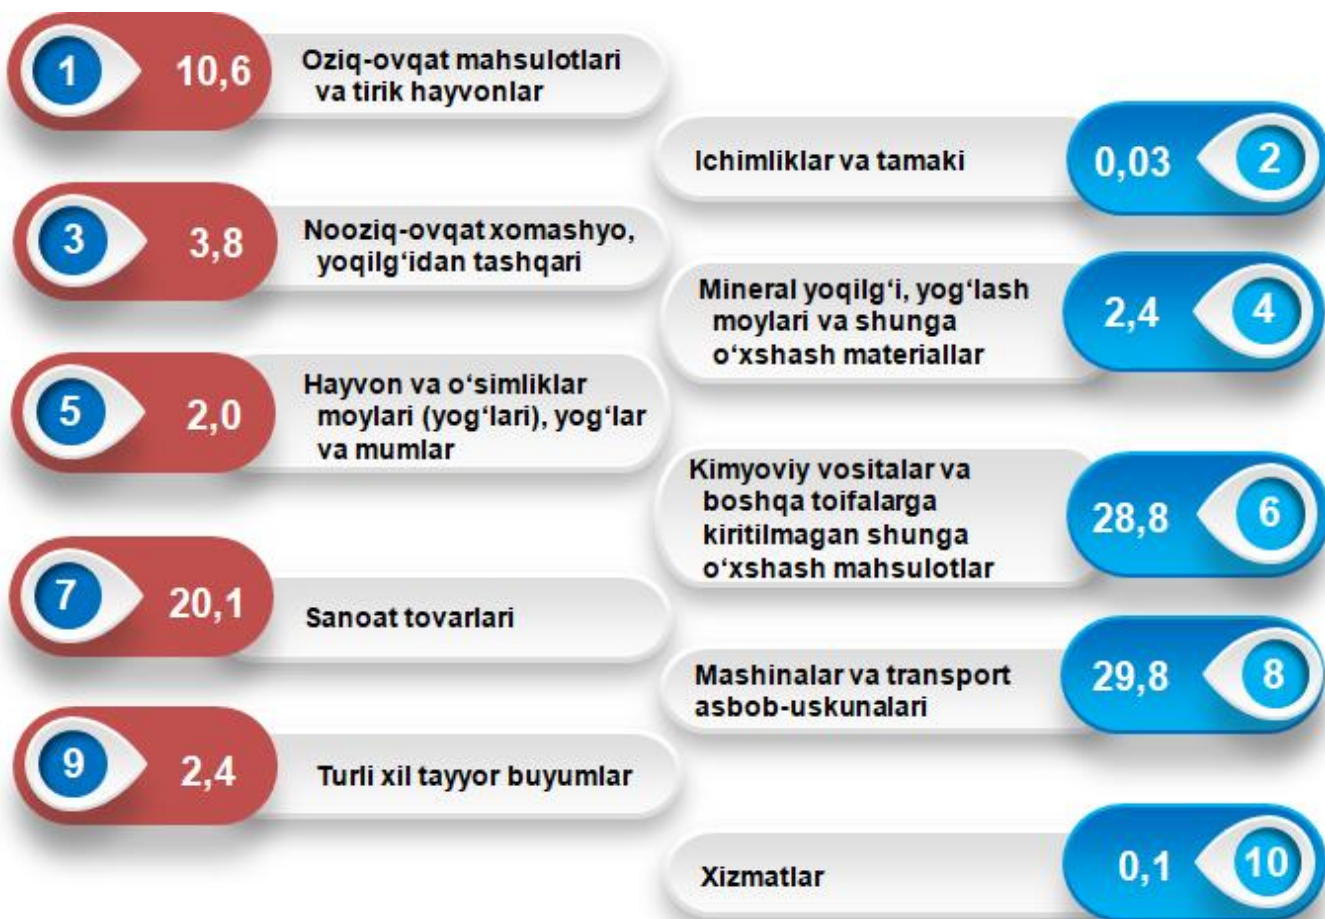 1
10,6
Oziq-ovqat mahsulotlari
va tirik hayvonlar
Ichimliklar va tamaki
0,03
2
3
3,8
Nooziq-ovqat xomashyo,
yoqilg‘idan tashqari
Mineral yoqilg‘i, yog‘lash
moylari va shunga
o‘xshash materiallar
2,4
4
5
2,0
Hayvon va o‘simliklar
moylari (yog‘lari), yog‘lar
va mumlar
Kimyoviy vositalar va
boshqa toifalarga
kiritilmagan shunga
o‘xshash mahsulotlar
28,8
6
7
20,1
Sanoat tovarlari
Mashinalar va transport
asbob-uskunalari
29,8
8
9
2,4
Turli xil tayyor buyumlar
Xizmatlar
0,1
10